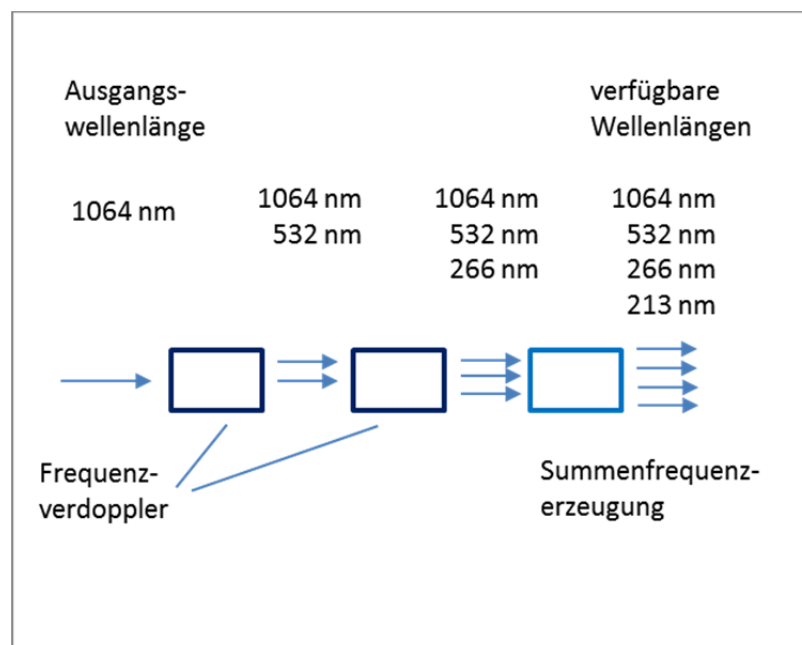 Ausgangs-
wellenlänge
verfügbare
Wellenlängen
1064 nm
1064 nm
532 nm
1064 nm
532 nm
266 nm
1064 nm
532 nm
266 nm
213 nm
Frequenz-
verdoppler
Summenfrequenz-
erzeugung